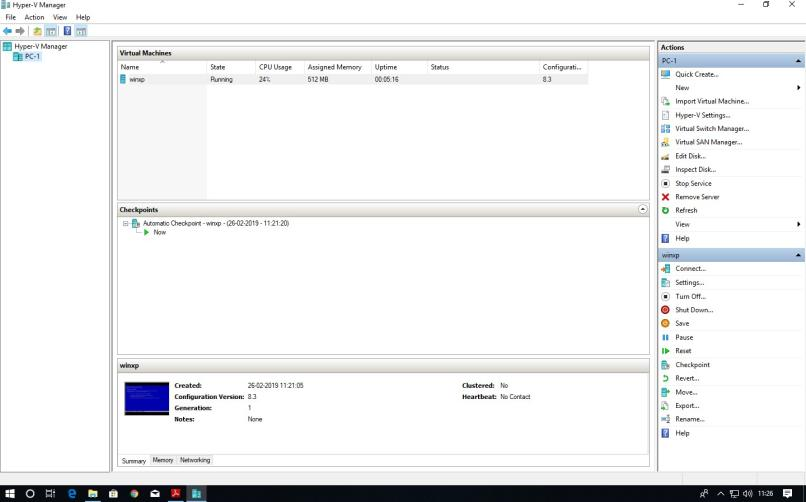 Hyper-V Manager
File Action View Help
Hyper-V Manager
PC-1
Virtual Machines
Name State CPU Usage Assigned Memory Uptime Status Configurati...
winxp Running 24% 512 MB 00:05:16 8.3
Checkpoints
Automatic Checkpoint - winxp - (26-02-2019 - 11:21:20)
Now
winxp
Created: 26-02-2019 11:21:05 Clustered: No
Configuration Version: 8.3 Heartbeat: No Contact
Generation: 1
Notes: None
Summary Memory Networking
Actions
PC-1
Quick Create...
New
Import Virtual Machine...
Hyper-V Settings...
Virtual Switch Manager...
Virtual SAN Manager...
Edit Disk...
Inspect Disk...
Stop Service
Remove Server
Refresh
View
Help
winxp
Connect...
Settings...
Turn Off...
Shut Down...
Save
Pause
Reset
Checkpoint
Revert...
Move...
Export...
Rename...
Help
11:26